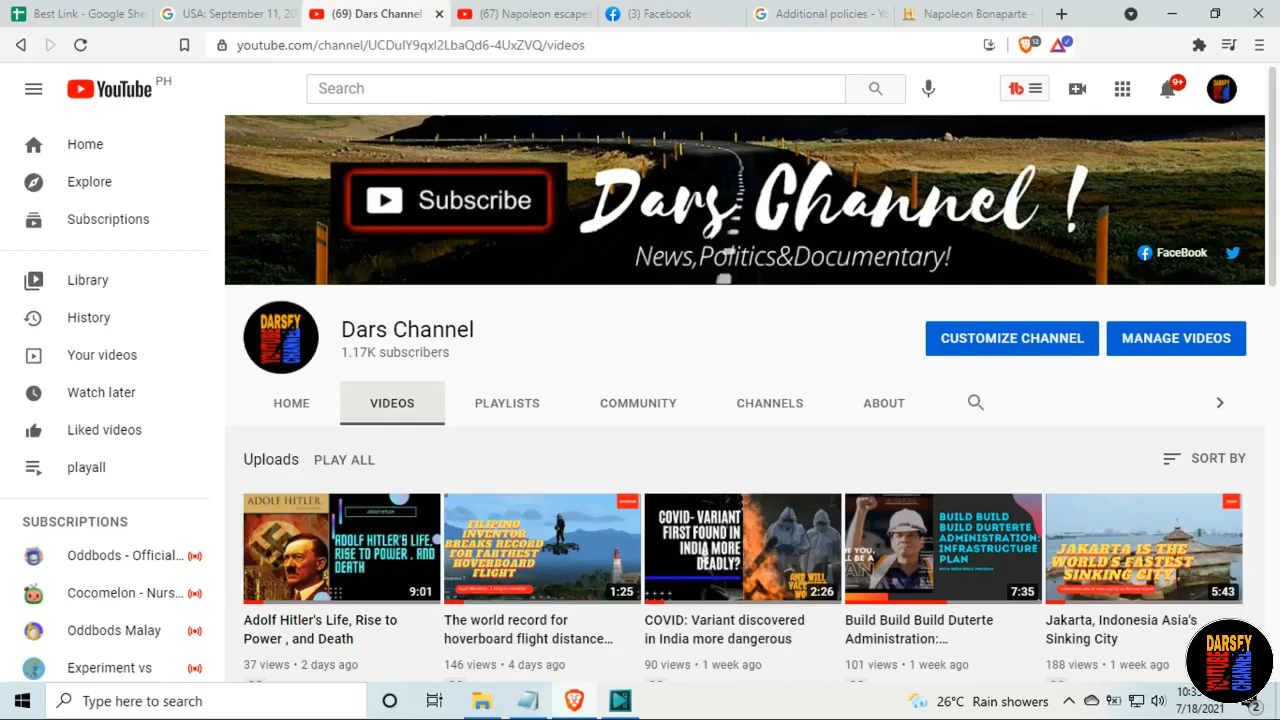 Best Link - Google She
USA: September 11, 20
(69) Dars Channel
(67) Napoleon escapes
(3) Facebook
Additional policies - Yo
Napoleon Bonaparte -
youtube.com/channel/UCDulY9qxl2LbaQd6-4UxZVQ/videos
12
YouTube PH
Search
9+
Home
Explore
Subscriptions
Library
History
Your videos
Watch later
Liked videos
playall
SUBSCRIPTIONS
Oddbods - Official...
Cocomelon - Nurs...
Oddbods Malay
Experiment vs
Subscribe
Dars Channel !
News,Politics&Documentary!
FaceBook
DARSFY
YOUTUBE
CHANNEL
Dars Channel
1.17K subscribers
CUSTOMIZE CHANNEL
MANAGE VIDEOS
HOME
VIDEOS
PLAYLISTS
COMMUNITY
CHANNELS
ABOUT
Uploads
PLAY ALL
SORT BY
ADOLF HITLER
ADOLF HITLER'S LIFE,
RISE TO POWER , AND
DEATH
9:01
Adolf Hitler's Life, Rise to
Power , and Death
37 views • 2 days ago
FILIPINO
INVENTOR
BREAKS RECORD
FOR FARTHEST
HOVERBOARD
FLIGHT
1:25
The world record for
hoverboard flight distance...
146 views • 4 days ago
COVID- VARIANT
FIRST FOUND IN
INDIA MORE
DEADLY?
2:26
COVID: Variant discovered
in India more dangerous
90 views • 1 week ago
BUILD BUILD
BUILD DURTERTE
ADMINISTRATION:
INFRASTRUCTURE
PLAN
7:35
Build Build Build Duterte
Administration:...
101 views • 1 week ago
JAKARTA IS THE
WORLD'S FASTEST
SINKING CITY
5:43
Jakarta, Indonesia Asia's
Sinking City
188 views • 1 week ago
DARSFY
YOUTUBE
CHANNEL
Type here to search
26°C Rain showers
7/18/2021
2